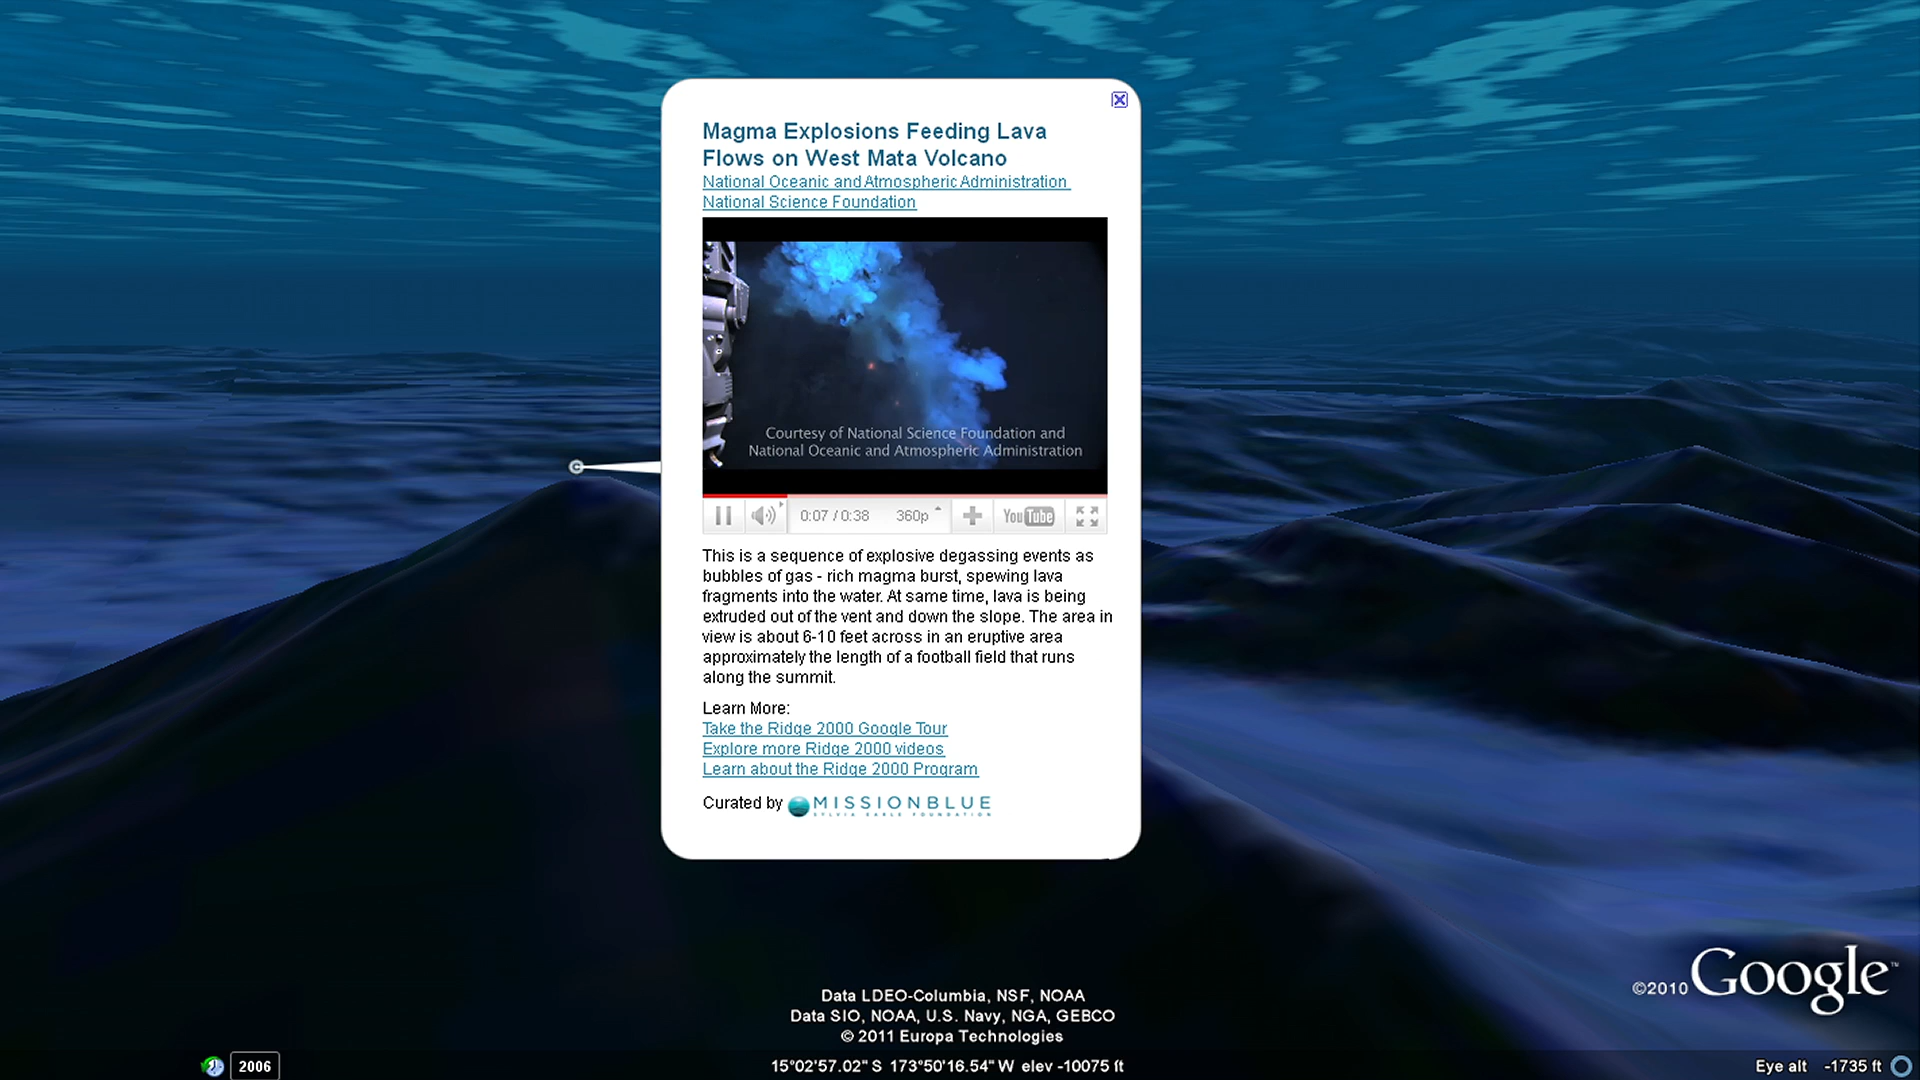 Magma Explosions Feeding Lava
Flows on West Mata Volcano
National Oceanic and Atmospheric Administration
National Science Foundation
Courtesy of National Science Foundation and
National Oceanic and Atmospheric Administration
0:07 / 0:38 360p YouTube
This is a sequence of explosive degassing events as
bubbles of gas - rich magma burst, spewing lava
fragments into the water. At same time, lava is being
extruded out of the vent and down the slope. The area in
view is about 6-10 feet across in an eruptive area
approximately the length of a football field that runs
along the summit.
Learn More:
Take the Ridge 2000 Google Tour
Explore more Ridge 2000 videos
Learn about the Ridge 2000 Program
Curated by MISSIONBLUE
SYLVIA EARLE FOUNDATION
©2010 Google™
Data LDEO-Columbia, NSF, NOAA
Data SIO, NOAA, U.S. Navy, NGA, GEBCO
© 2011 Europa Technologies
2006
15°02'57.02" S 173°50'16.54" W elev -10075 ft
Eye alt -1735 ft